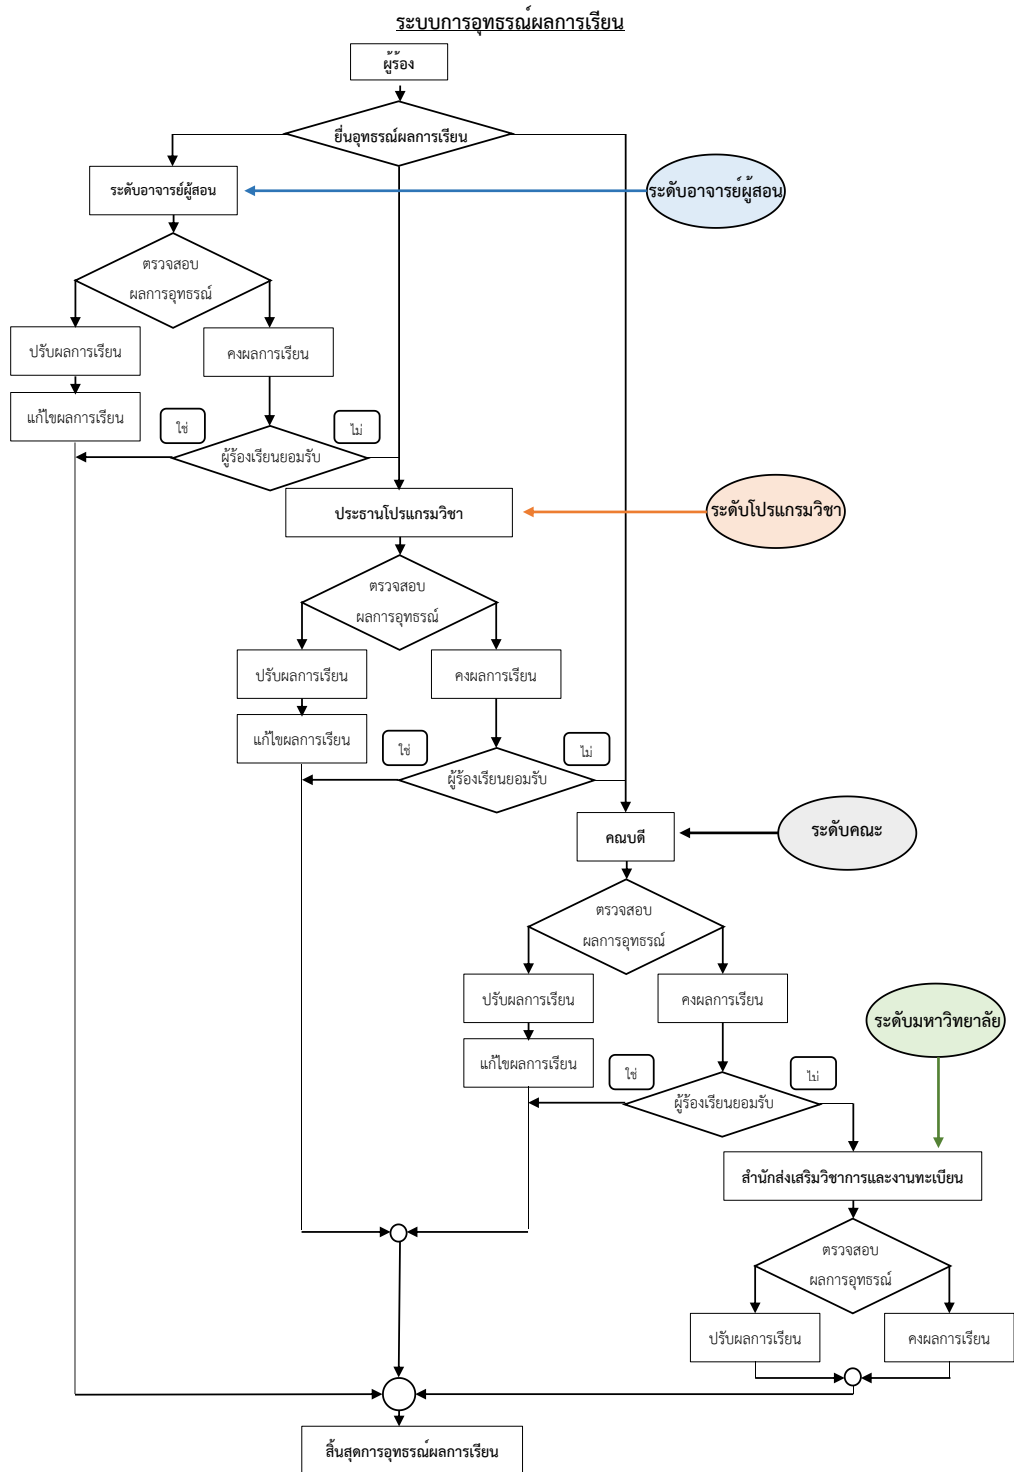 ระบบการอุทธรณ์ผลการเรียน
ผู้ร้อง
ยื่นอุทธรณ์ผลการเรียน
ระดับอาจารย์ผู้สอน
ระดับอาจารย์ผู้สอน
ตรวจสอบ
ผลการอุทธรณ์
ปรับผลการเรียน
คงผลการเรียน
แก้ไขผลการเรียน
ใช่
ไม่
ผู้ร้องเรียนยอมรับ
ประธานโปรแกรมวิชา
ระดับโปรแกรมวิชา
ตรวจสอบ
ผลการอุทธรณ์
ปรับผลการเรียน
คงผลการเรียน
แก้ไขผลการเรียน
ใช่
ไม่
ผู้ร้องเรียนยอมรับ
คณบดี
ระดับคณะ
ตรวจสอบ
ผลการอุทธรณ์
ปรับผลการเรียน
คงผลการเรียน
ระดับมหาวิทยาลัย
แก้ไขผลการเรียน
ใช่
ไม่
ผู้ร้องเรียนยอมรับ
สำนักส่งเสริมวิชาการและงานทะเบียน
ตรวจสอบ
ผลการอุทธรณ์
ปรับผลการเรียน
คงผลการเรียน
สิ้นสุดการอุทธรณ์ผลการเรียน